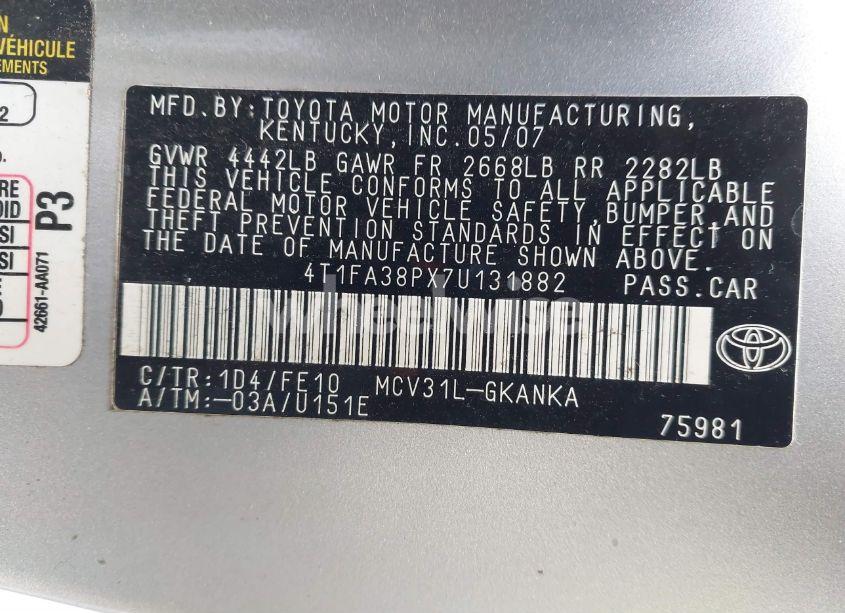 N
VÉHICULE
EMENTS
2
O.
RE
OID
SI
SI
P3
42661-AA071
MFD.BY:TOYOTA MOTOR MANUFACTURING,
KENTUCKY,INC.05/07
GVWR 4442LB GAWR FR 2668LB RR 2282LB
THIS VEHICLE CONFORMS TO ALL APPLICABLE
FEDERAL MOTOR VEHICLE SAFETY,BUMPER,AND
THEFT PREVENTION STANDARDS IN EFFECT ON
THE DATE OF MANUFACTURE SHOWN ABOVE.
4T1FA38PX7U131882 PASS.CAR
wheelwise
C/TR:1D4/FE10 MCV31L-GKANKA
A/TM:-03A/U151E
75981